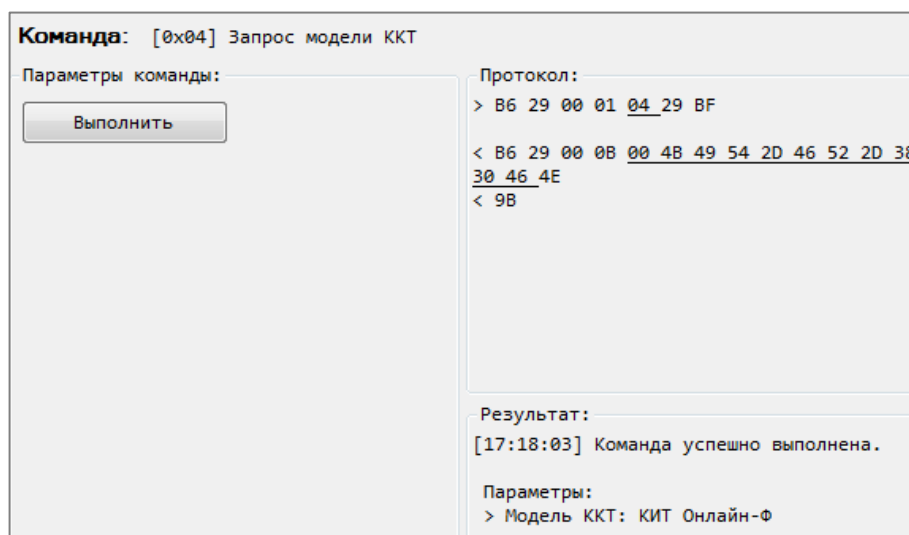 Команда: [0x04] Запрос модели ККТ
Параметры команды:
Выполнить
Протокол:
> B6 29 00 01 04 29 BF
< B6 29 00 0B 00 4B 49 54 2D 46 52 2D 38
30 46 4E
< 9B
Результат:
[17:18:03] Команда успешно выполнена.
Параметры:
> Модель ККТ: КИТ Онлайн-Ф